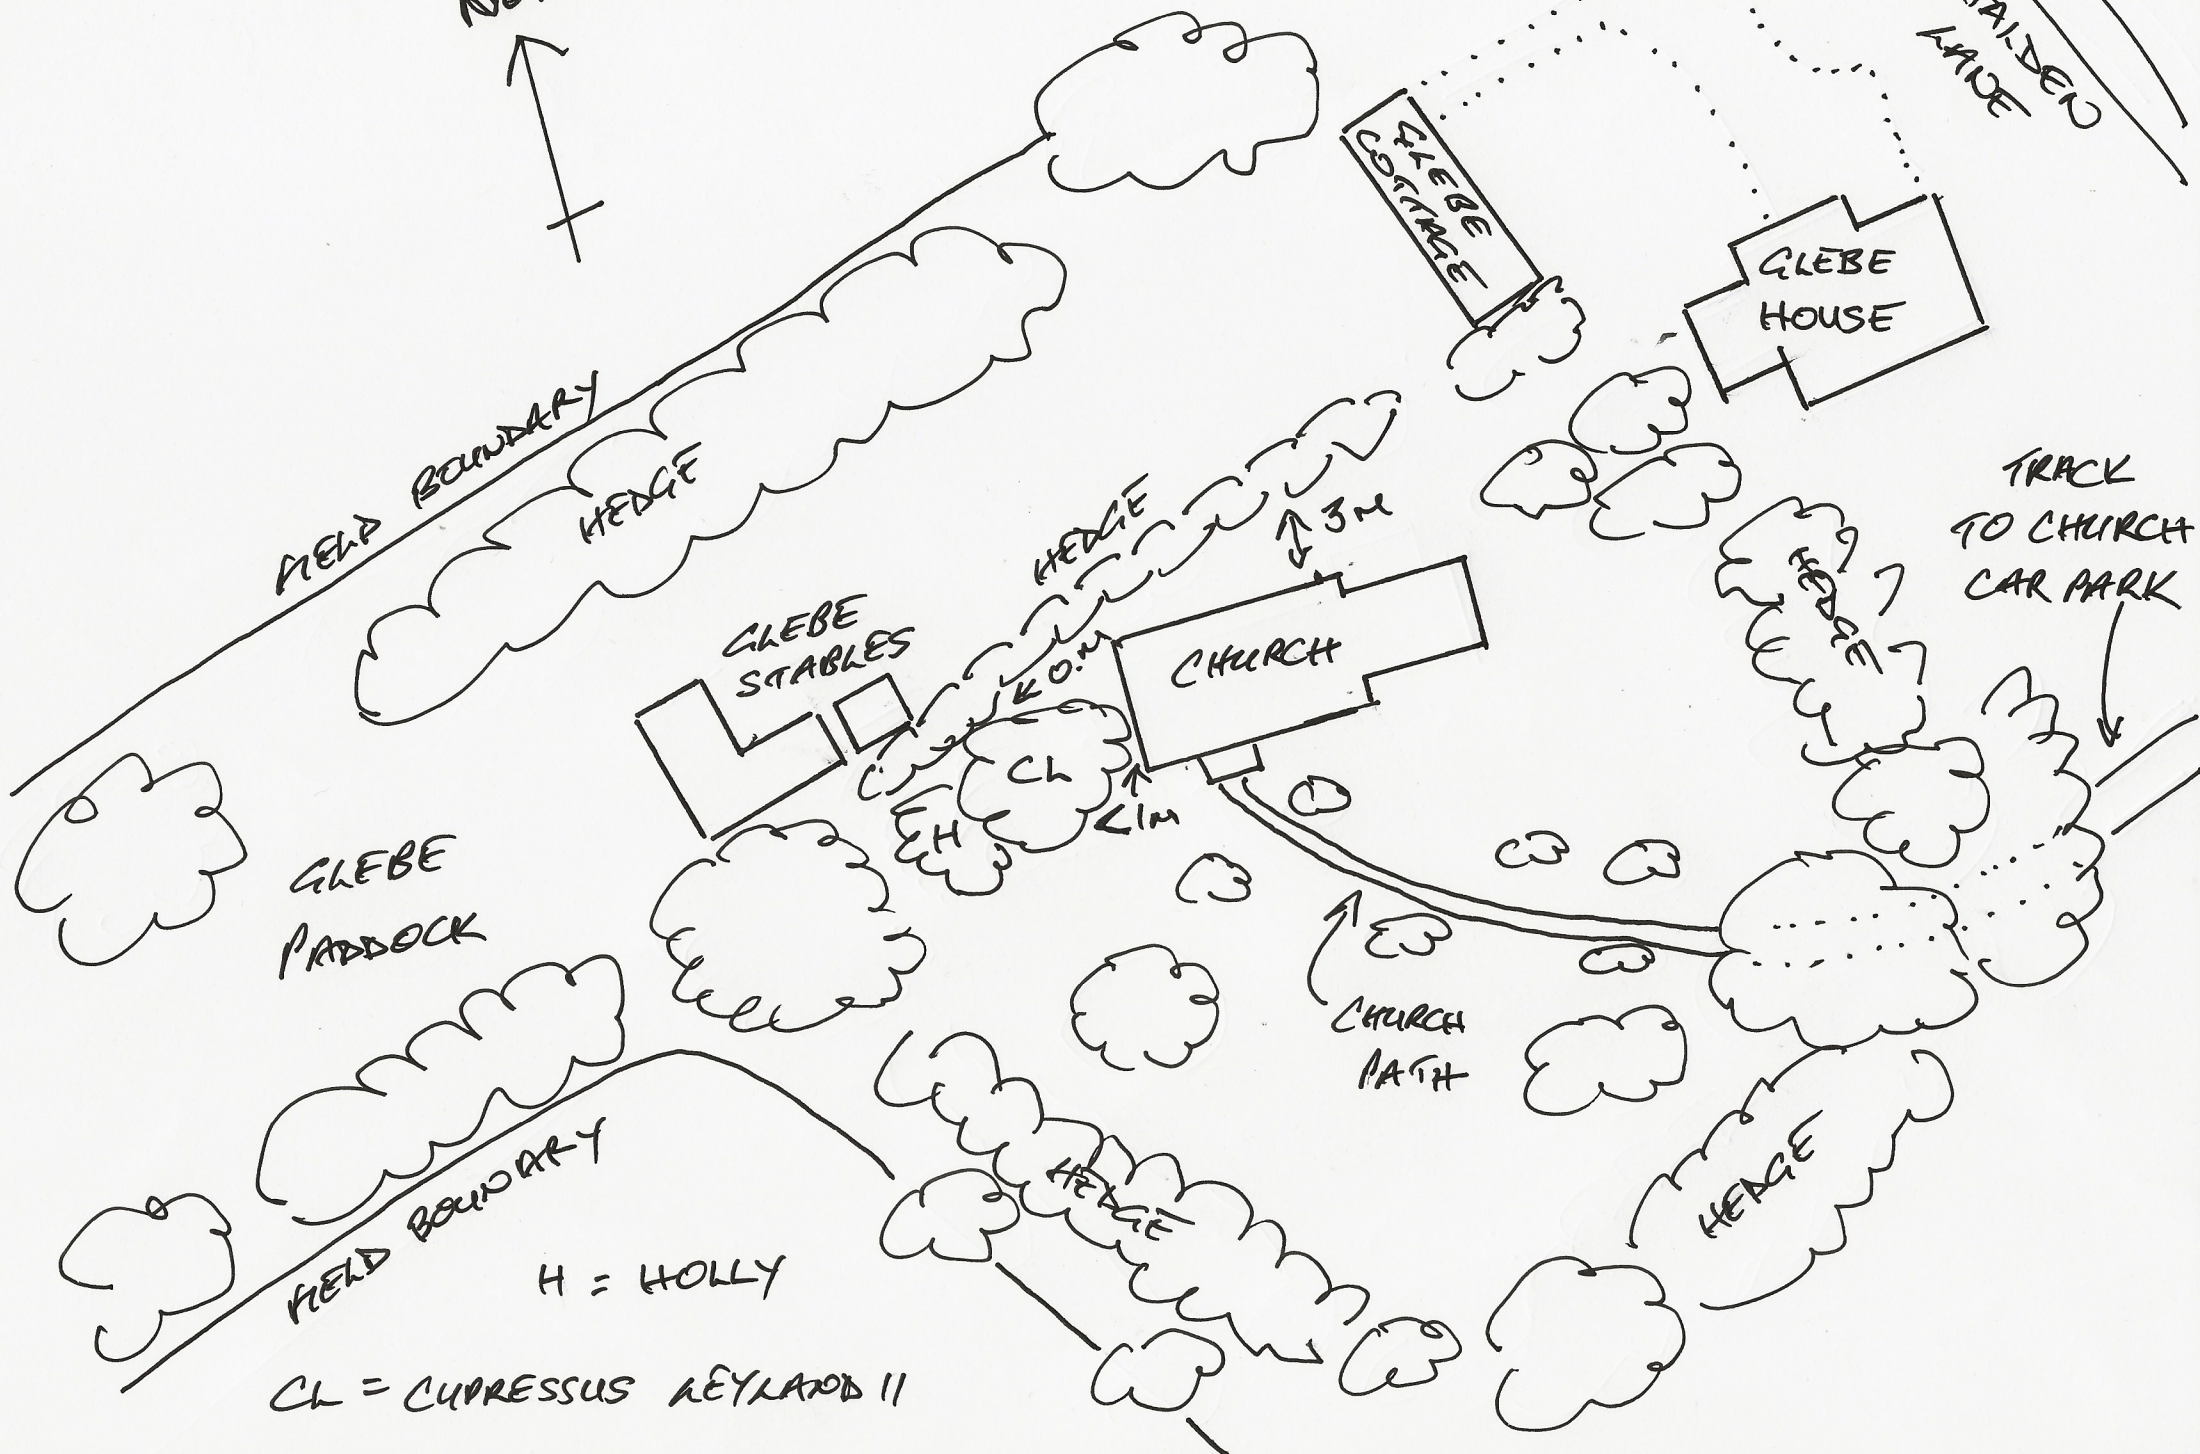 GLEBE
COTTAGE
GLEBE
HOUSE
LANE
FIELD BOUNDARY
HEDGE
HEDGE
3M
TRACK
TO CHURCH
CAR PARK
HEDGE
GLEBE
STABLES
CHURCH
CL
H
<1M
GLEBE
PADDOCK
CHURCH
PATH
HEDGE
HEDGE
FIELD BOUNDARY
H = HOLLY
CL = CUPRESSUS LEYLANDII